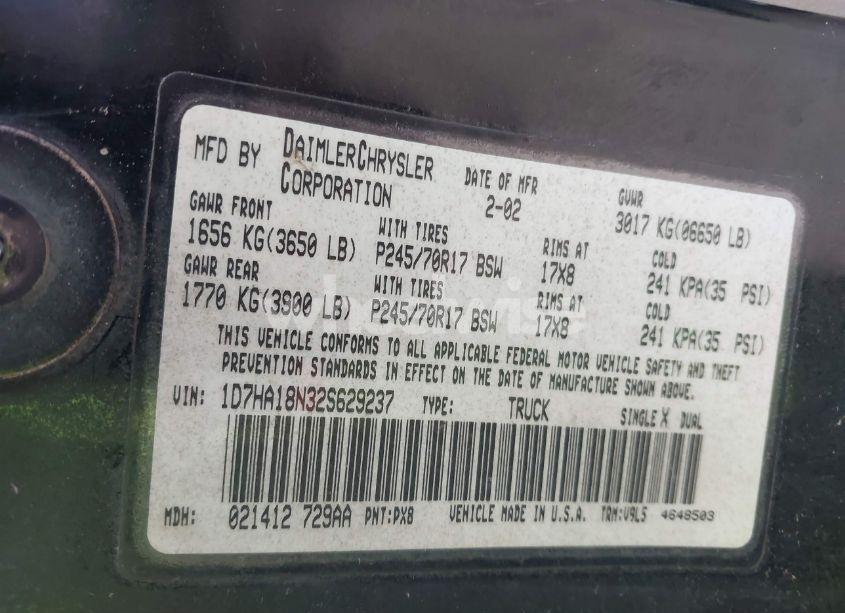 MFD BY DAIMLERCHRYSLER CORPORATION DATE OF MFR 2-02 GVWR 3017 KG(06650 LB)
GAWR FRONT WITH TIRES RIMS AT COLD
1656 KG(3650 LB) P245/70R17 BSW 17X8 241 KPA(35 PSI)
GAWR REAR WITH TIRES RIMS AT COLD
1770 KG(3900 LB) P245/70R17 BSW 17X8 241 KPA(35 PSI)
THIS VEHICLE CONFORMS TO ALL APPLICABLE FEDERAL MOTOR VEHICLE SAFETY AND THEFT
PREVENTION STANDARDS IN EFFECT ON THE DATE OF MANUFACTURE SHOWN ABOVE.
VIN: 1D7HA18N32S629237 TYPE: TRUCK SINGLE X DUAL
MDH: 021412 729AA PNT:PX8 VEHICLE MADE IN U.S.A. TRM:V9L5 4648503